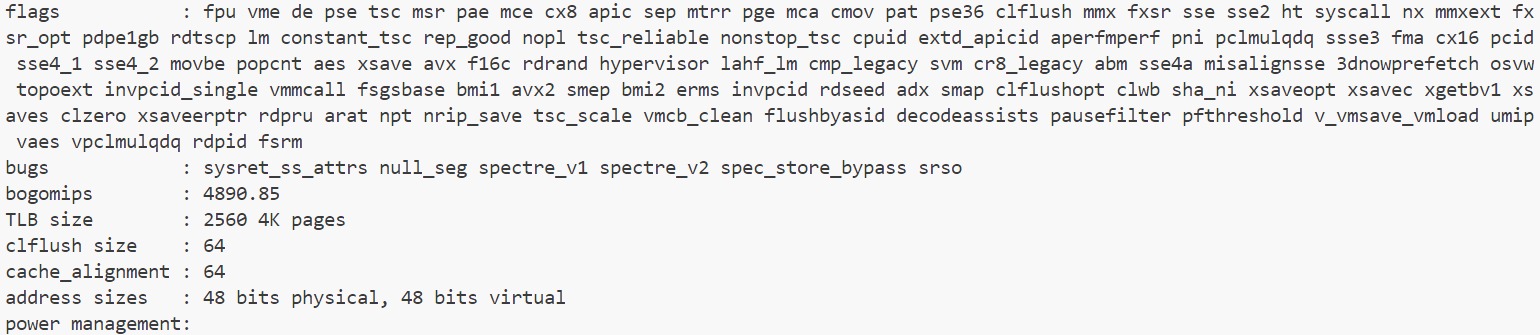 flags           : fpu vme de pse tsc msr pae mce cx8 apic sep mtrr pge mca cmov pat pse36 clflush mmx fxsr sse sse2 ht syscall nx mmxext fx
sr_opt pdpe1gb rdtscp lm constant_tsc rep_good nopl tsc_reliable nonstop_tsc cpuid extd_apicid aperfmperf pni pclmulqdq ssse3 fma cx16 pcid
 sse4_1 sse4_2 movbe popcnt aes xsave avx f16c rdrand hypervisor lahf_lm cmp_legacy svm cr8_legacy abm sse4a misalignsse 3dnowprefetch osvw
 topoext invpcid_single vmmcall fsgsbase bmi1 avx2 smep bmi2 erms invpcid rdseed adx smap clflushopt clwb sha_ni xsaveopt xsavec xgetbv1 xs
aves clzero xsaveerptr rdpru arat npt nrip_save tsc_scale vmcb_clean flushbyasid decodeassists pausefilter pfthreshold v_vmsave_vmload umip
 vaes vpclmulqdq rdpid fsrm
bugs            : sysret_ss_attrs null_seg spectre_v1 spectre_v2 spec_store_bypass srso
bogomips        : 4890.85
TLB size        : 2560 4K pages
clflush size    : 64
cache_alignment : 64
address sizes   : 48 bits physical, 48 bits virtual
power management: